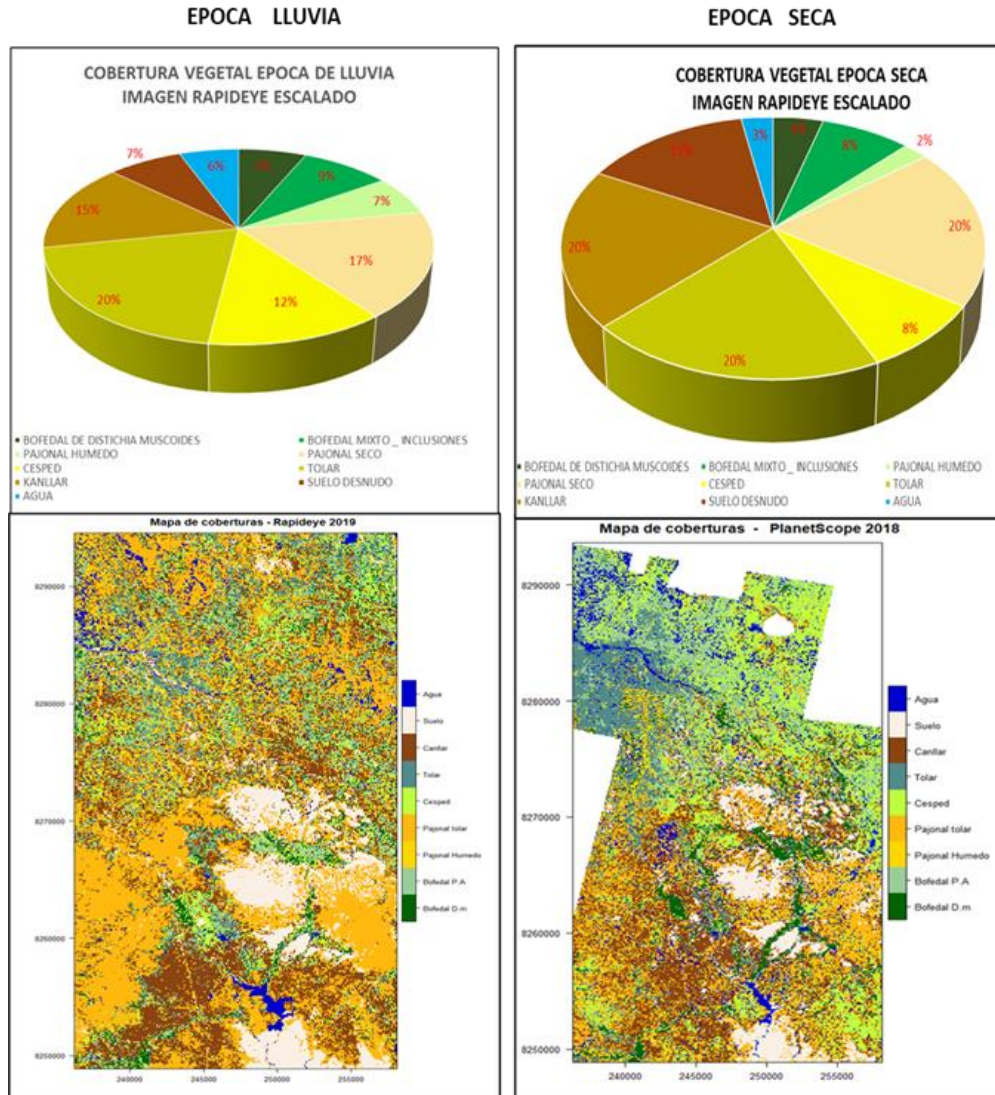 EPOCA LLUVIA
COBERTURA VEGETAL EPOCA DE LLUVIA
IMAGEN RAPIDEYE ESCALADO
7%
6%
9%
7%
15%
17%
20%
12%
BOFEDAL DE DISTICHIA MUSCOIDES
BOFEDAL MIXTO _ INCLUSIONES
PAJONAL HUMEDO
PAJONAL SECO
CESPED
TOLAR
KANLLAR
SUELO DESNUDO
AGUA
EPOCA SECA
COBERTURA VEGETAL EPOCA SECA
IMAGEN RAPIDEYE ESCALADO
3%
8%
2%
20%
20%
8%
20%
BOFEDAL DE DISTICHIA MUSCOIDES
BOFEDAL MIXTO _ INCLUSIONES
PAJONAL HUMEDO
PAJONAL SECO
CESPED
TOLAR
KANLLAR
SUELO DESNUDO
AGUA
Mapa de coberturas - Rapideye 2019
8290000
8280000
8270000
8260000
8250000
240000
245000
250000
255000
Agua
Suelo
Canllar
Tolar
Cesped
Pajonal tolar
Pajonal Humedo
Bofedal P.A
Bofedal D.m
Mapa de coberturas - PlanetScope 2018
8290000
8280000
8270000
8260000
8250000
240000
245000
250000
255000
Agua
Suelo
Canllar
Tolar
Cesped
Pajonal tolar
Pajonal Humedo
Bofedal P.A
Bofedal D.m